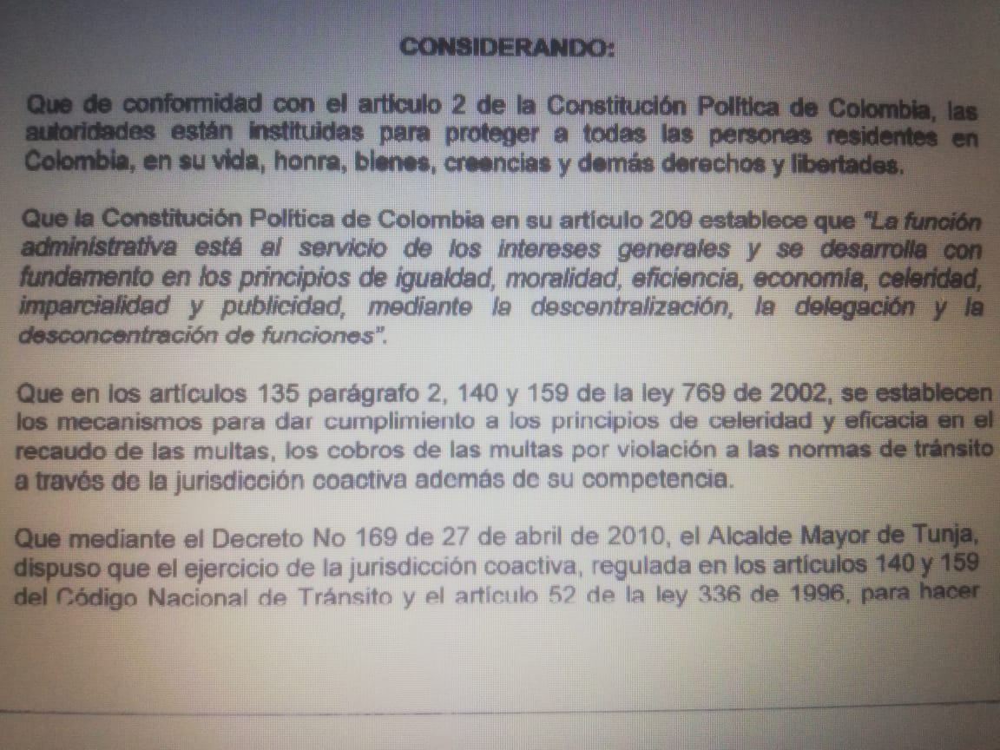 CONSIDERANDO:
Que de conformidad con el artículo 2 de la Constitución Política de Colombia, las
autoridades están instituidas para proteger a todas las personas residentes en
Colombia, en su vida, honra, bienes, creencias y demás derechos y libertades.
Que la Constitución Política de Colombia en su artículo 209 establece que "La función
administrativa está al servicio de los intereses generales y se desarrolla con
fundamento en los principios de igualdad, moralidad, eficiencia, economía, celeridad,
imparcialidad y publicidad, mediante la descentralización, la delegación y la
desconcentración de funciones".
Que en los artículos 135 parágrafo 2, 140 y 159 de la ley 769 de 2002, se establecen
los mecanismos para dar cumplimiento a los principios de celeridad y eficacia en el
recaudo de las multas, los cobros de las multas por violación a las normas de tránsito
a través de la jurisdicción coactiva además de su competencia.
Que mediante el Decreto No 169 de 27 de abril de 2010, el Alcalde Mayor de Tunja,
dispuso que el ejercicio de la jurisdicción coactiva, regulada en los artículos 140 y 159
del Código Nacional de Tránsito y el artículo 52 de la ley 336 de 1996, para hacer